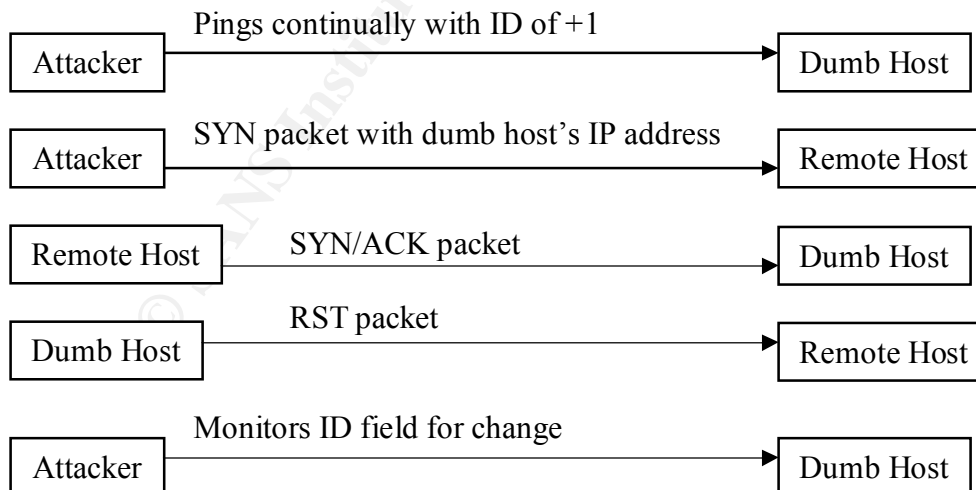 Pings continually with ID of +1
Attacker
Dumb Host
SYN packet with dumb host's IP address
Attacker
Remote Host
SYN/ACK packet
Remote Host
Dumb Host
RST packet
Dumb Host
Remote Host
Monitors ID field for change
Attacker
Dumb Host
© SANS Institu